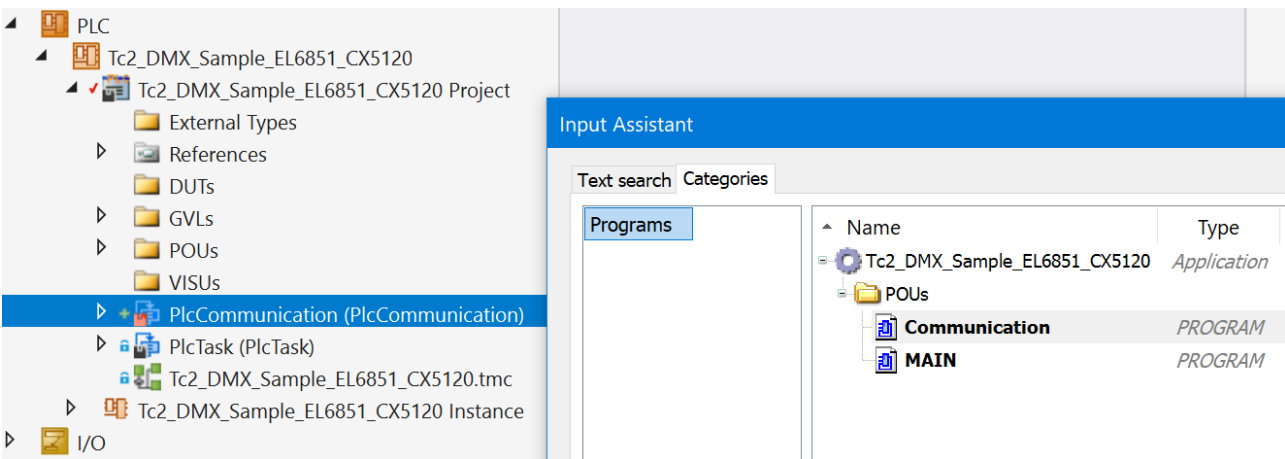 PLC
Tc2_DMX_Sample_EL6851_CX5120
Tc2_DMX_Sample_EL6851_CX5120 Project
External Types
References
DUTs
GVLs
POUs
VISUs
PlcCommunication (PlcCommunication)
PlcTask (PlcTask)
Tc2_DMX_Sample_EL6851_CX5120.tmc
Tc2_DMX_Sample_EL6851_CX5120 Instance
I/O
Input Assistant
Text search Categories
Programs
Name Type
Tc2_DMX_Sample_EL6851_CX5120 Application
POUs
Communication PROGRAM
MAIN PROGRAM